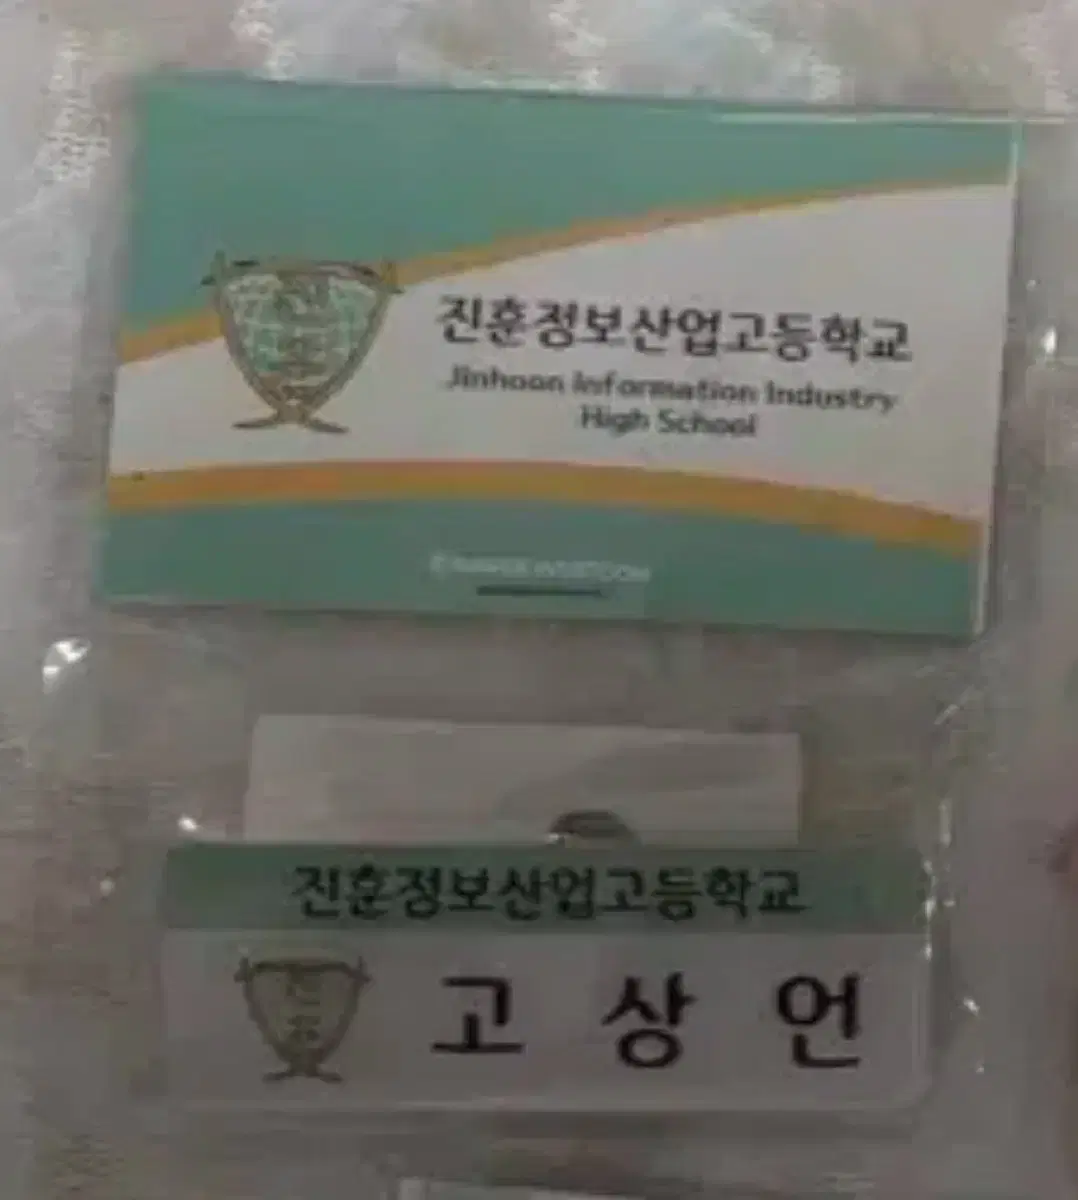 진훈정보산업고등학교
Jinhoon Information Industry
High School
진훈정보산업고등학교
고 상 언